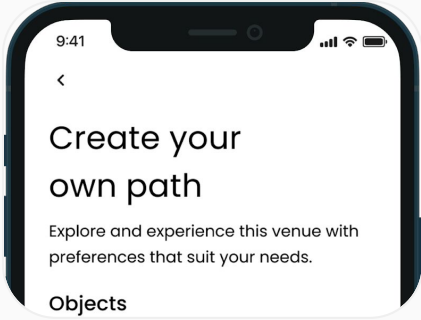 9:41
Create your
own path
Explore and experience this venue with
preferences that suit your needs.
Objects